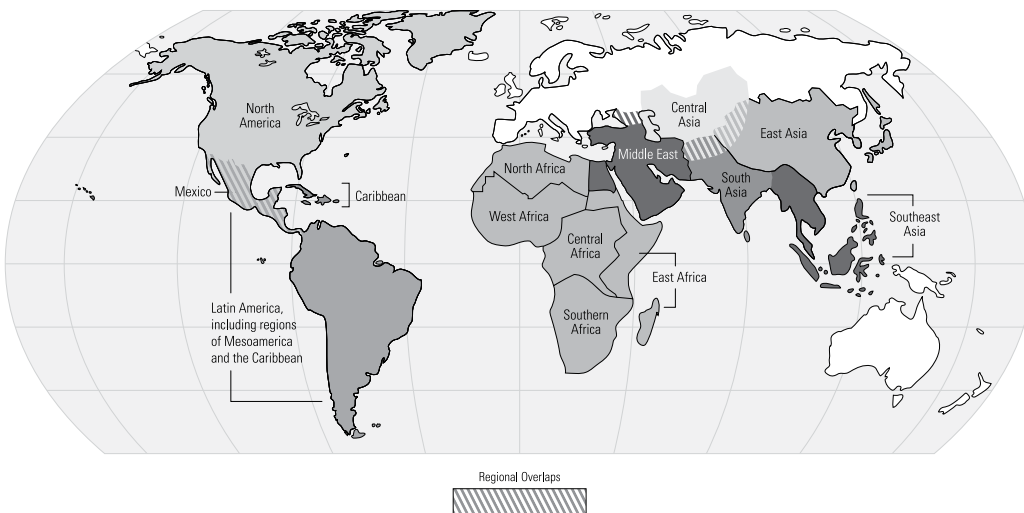 North
America
Mexico
Caribbean
Latin America,
including regions
of Mesoamerica
and the Caribbean
North Africa
West Africa
Central
Africa
East Africa
Southern
Africa
Middle East
Central
Asia
East Asia
South
Asia
Southeast
Asia
Regional Overlaps